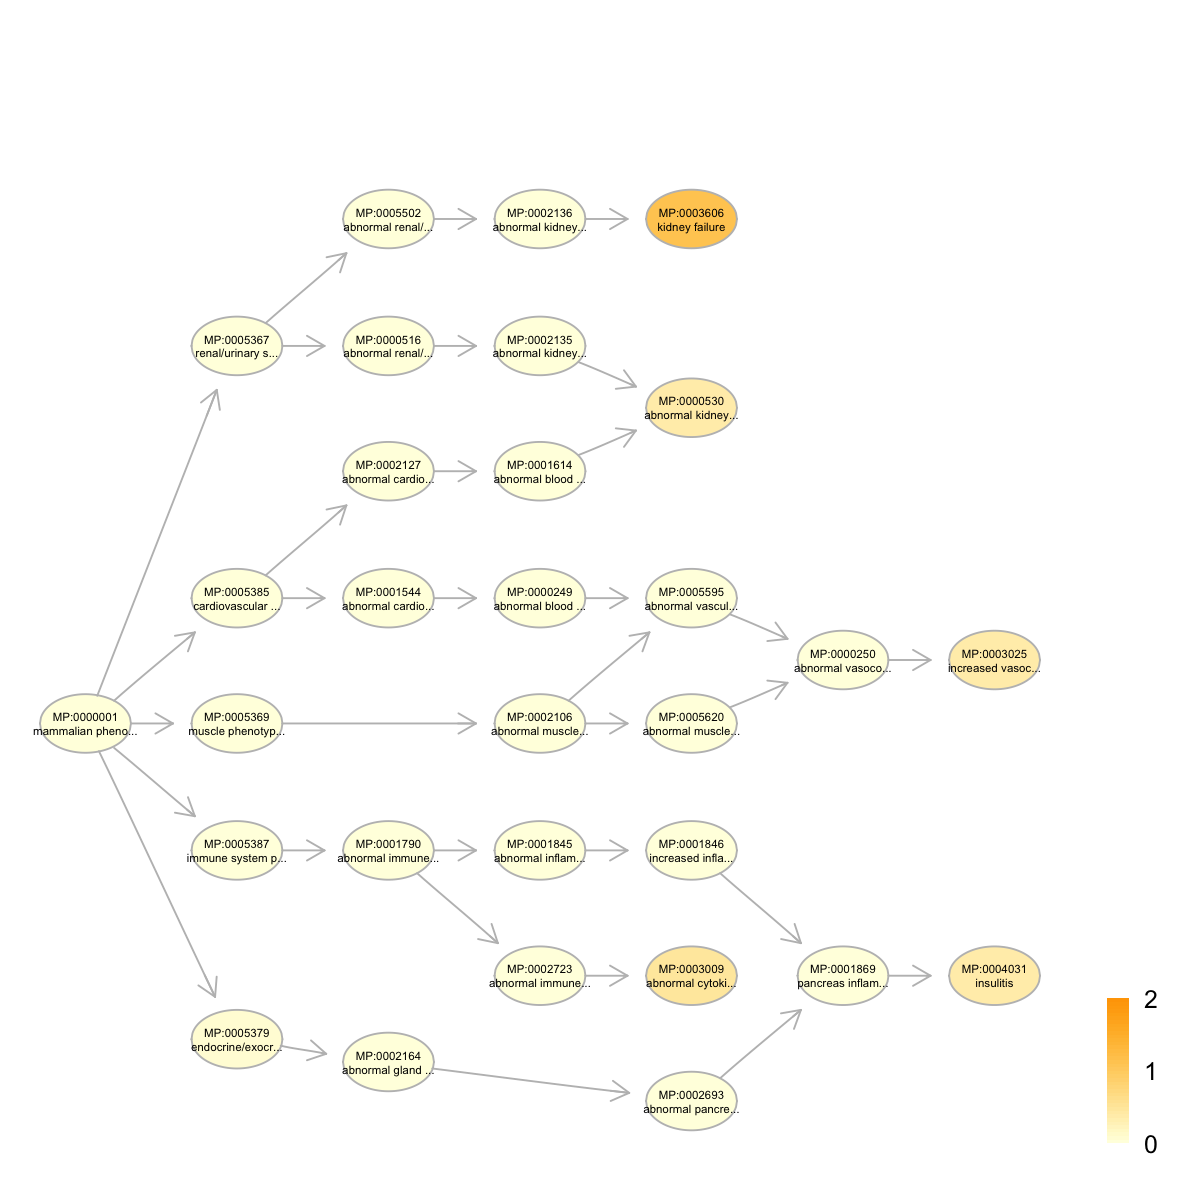 MP:0005502
abnormal renal/...
MP:0002136
abnormal kidney...
MP:0003606
kidney failure
MP:0005367
renal/urinary s...
MP:0000516
abnormal renal/...
MP:0002135
abnormal kidney...
MP:0000530
abnormal kidney...
MP:0002127
abnormal cardio...
MP:0001614
abnormal blood ...
MP:0005385
cardiovascular ...
MP:0001544
abnormal cardio...
MP:0000249
abnormal blood ...
MP:0005595
abnormal vascul...
MP:0000250
abnormal vasoco...
MP:0003025
increased vasoc...
MP:0000001
mammalian pheno...
MP:0005369
muscle phenotyp...
MP:0002106
abnormal muscle...
MP:0005620
abnormal muscle...
MP:0005387
immune system p...
MP:0001790
abnormal immune...
MP:0001845
abnormal inflam...
MP:0001846
increased infla...
MP:0002723
abnormal immune...
MP:0003009
abnormal cytoki...
MP:0001869
pancreas inflam...
MP:0004031
insulitis
MP:0005379
endocrine/exocr...
MP:0002164
abnormal gland ...
MP:0002693
abnormal pancre...
2
1
0